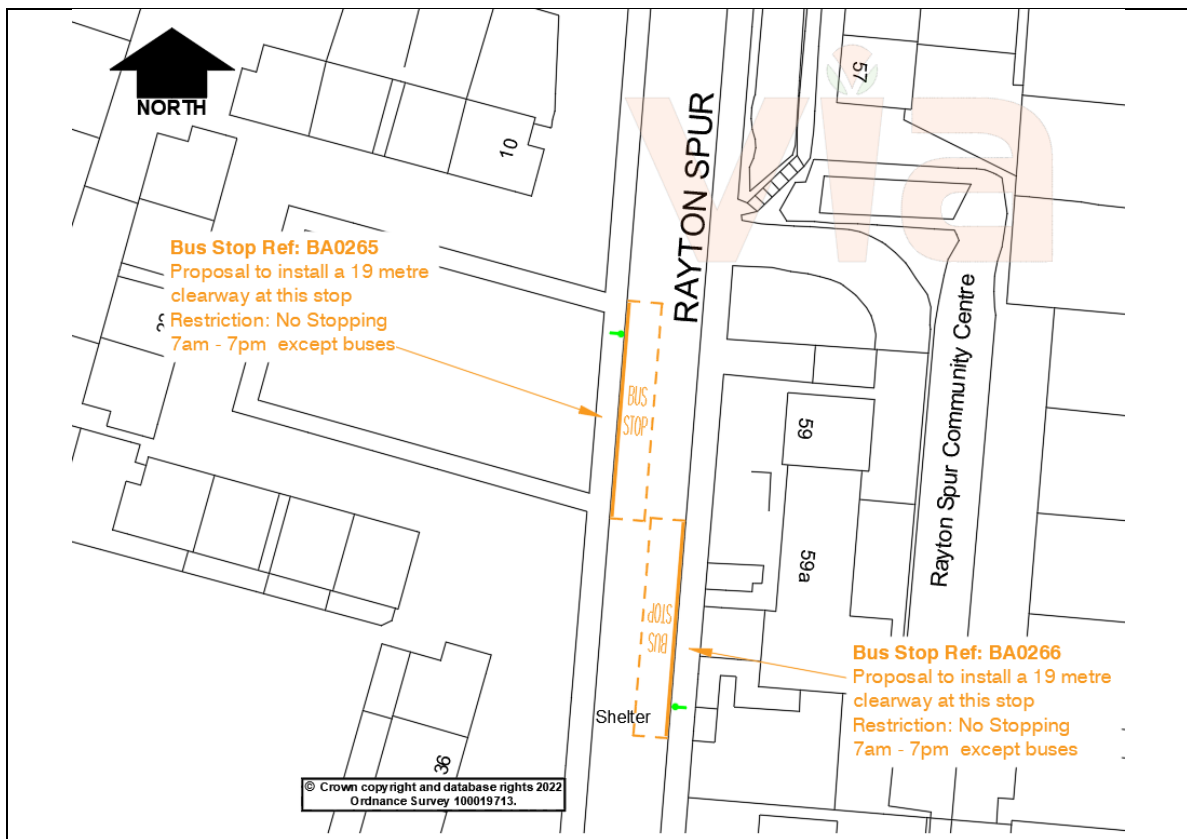 NORTH
57
via
10
RAYTON SPUR
Bus Stop Ref: BA0265
Proposal to install a 19 metre
clearway at this stop
Restriction: No Stopping
7am - 7pm  except buses
BUS
STOP
59
Rayton Spur Community Centre
59a
BUS
STOP
Bus Stop Ref: BA0266
Proposal to install a 19 metre
clearway at this stop
Restriction: No Stopping
7am - 7pm  except buses
Shelter
36
© Crown copyright and database rights 2022
Ordnance Survey 100019713.